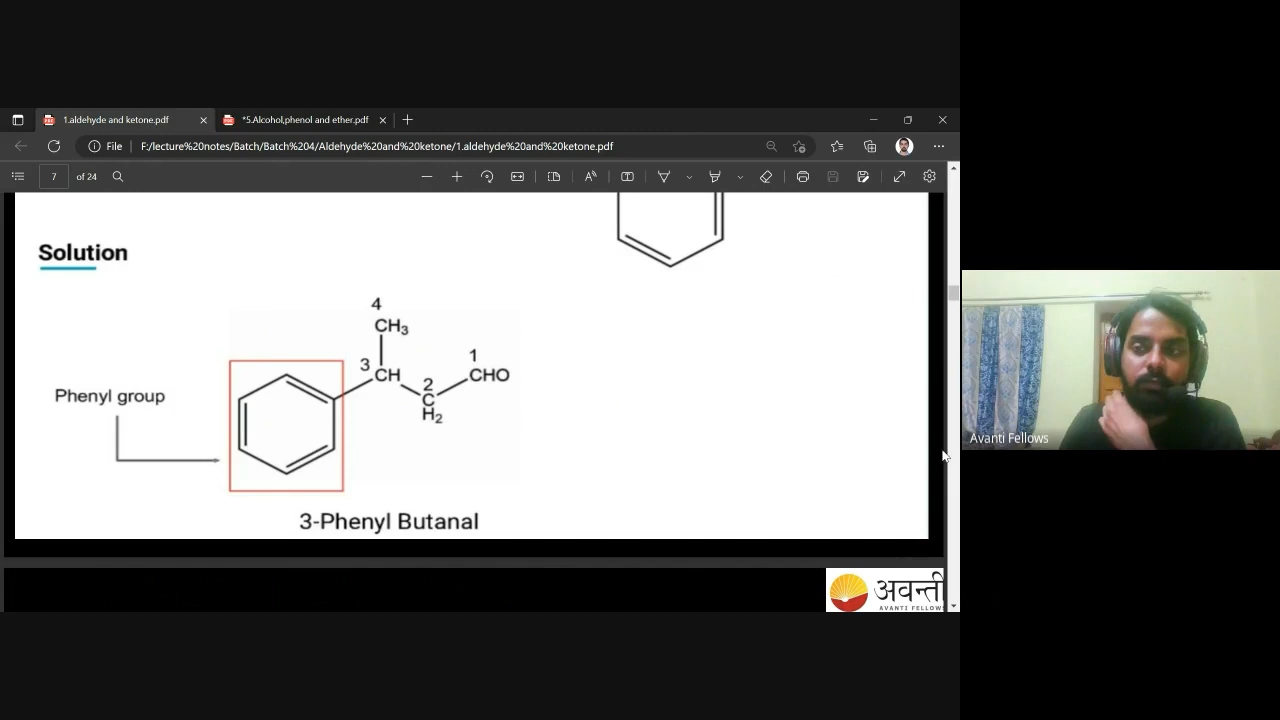 1.aldehyde and ketone.pdf
*5.Alcohol,phenol and ether.pdf
File
F:/lecture%20notes/Batch/Batch%204/Aldehyde%20and%20ketone/1.aldehyde%20and%20ketone.pdf
7 of 24
Solution
4
CH₃
3
CH
1
CHO
2
C
H₂
Phenyl group
3-Phenyl Butanal
Avanti Fellows
अवन्ती
AVANTI FELLOW